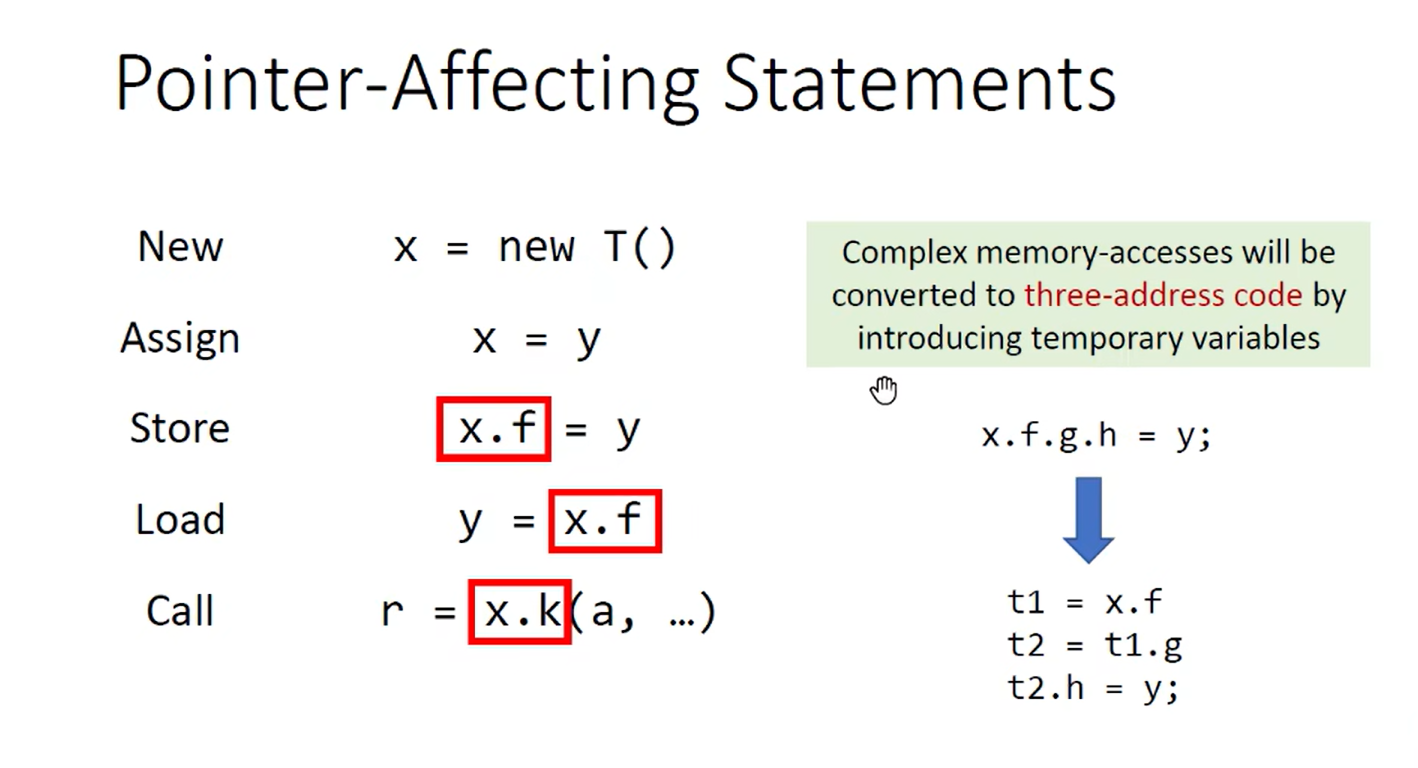 Pointer-Affecting Statements
New x = new T()
Assign x = y
Store x.f = y
Load y = x.f
Call r = x.k(a, …)
Complex memory-accesses will be
converted to three-address code by
introducing temporary variables
x.f.g.h = y;
t1 = x.f
t2 = t1.g
t2.h = y;